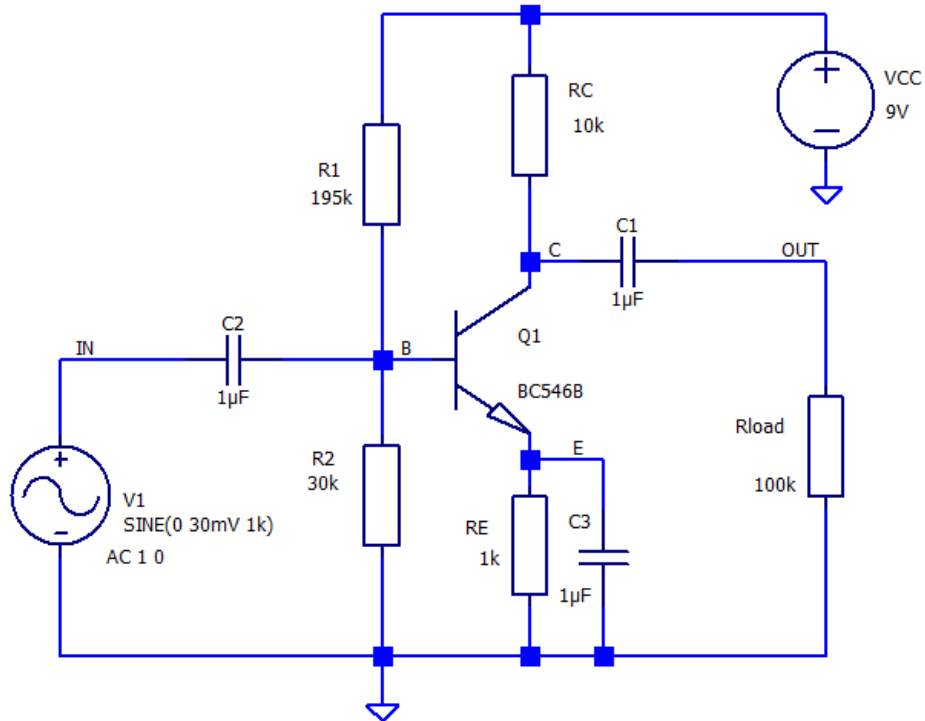 RC
10k
VCC
9V
R1
195k
C1
C
OUT
1µF
C2
IN
B
Q1
1µF
BC546B
R2
30k
E
Rload
V1
SINE(0 30mV 1k)
AC 1 0
RE
1k
C3
1µF
100k